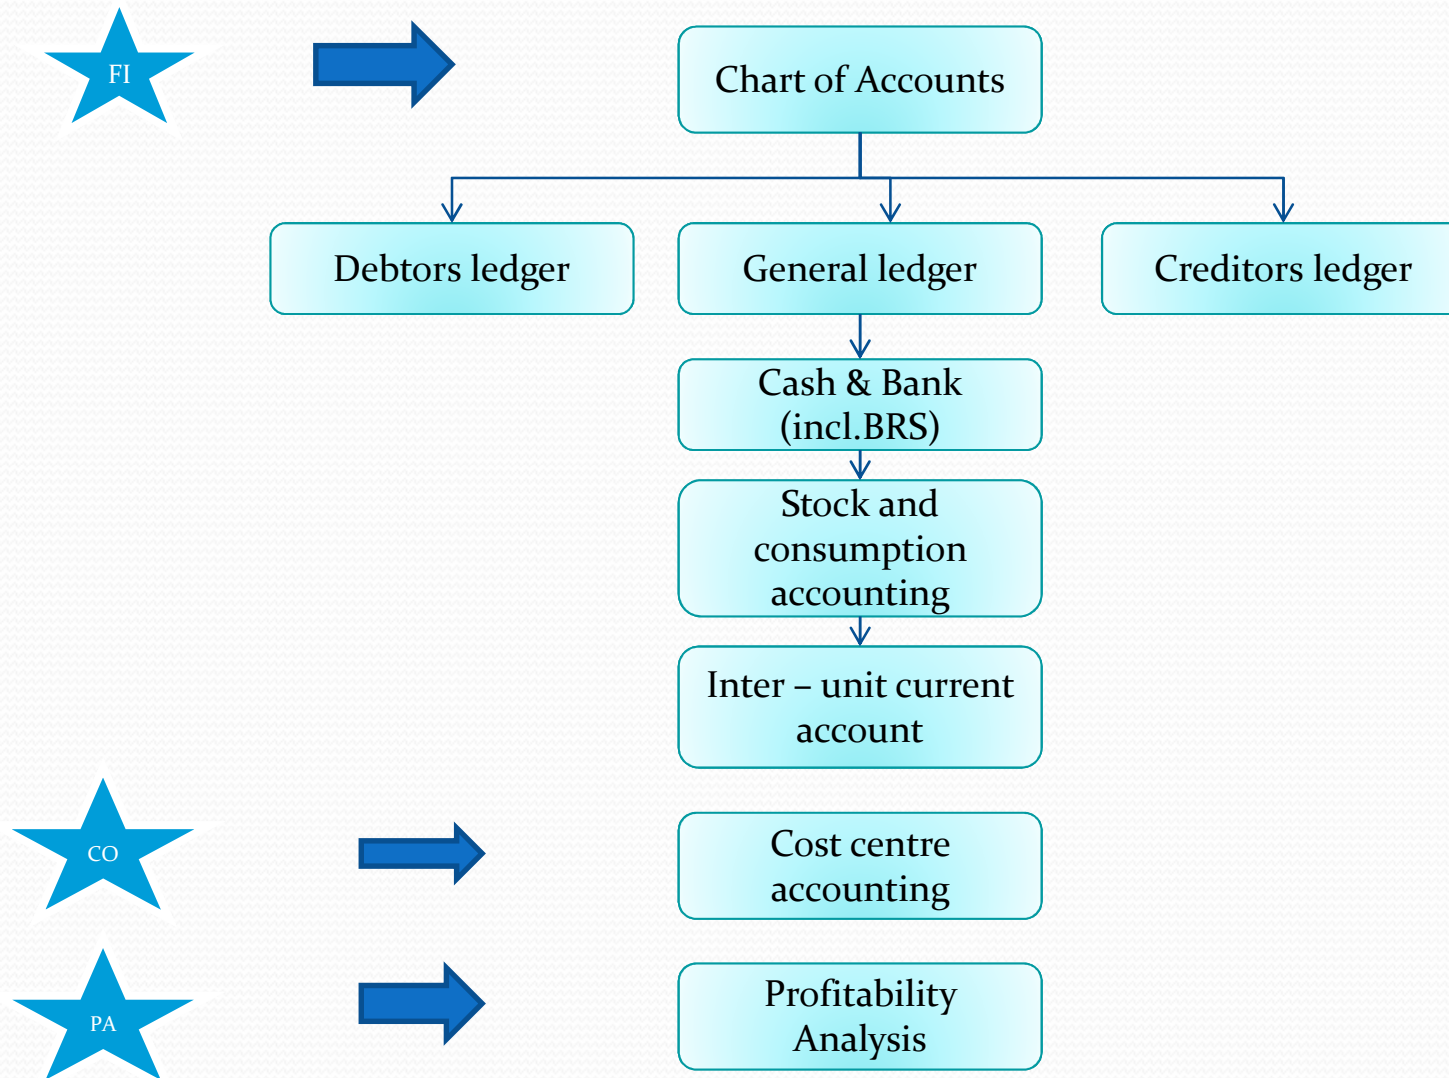 FI
Chart of Accounts
Debtors ledger
General ledger
Creditors ledger
Cash & Bank
(incl.BRS)
Stock and
consumption
accounting
Inter – unit current
account
CO
Cost centre
accounting
PA
Profitability
Analysis